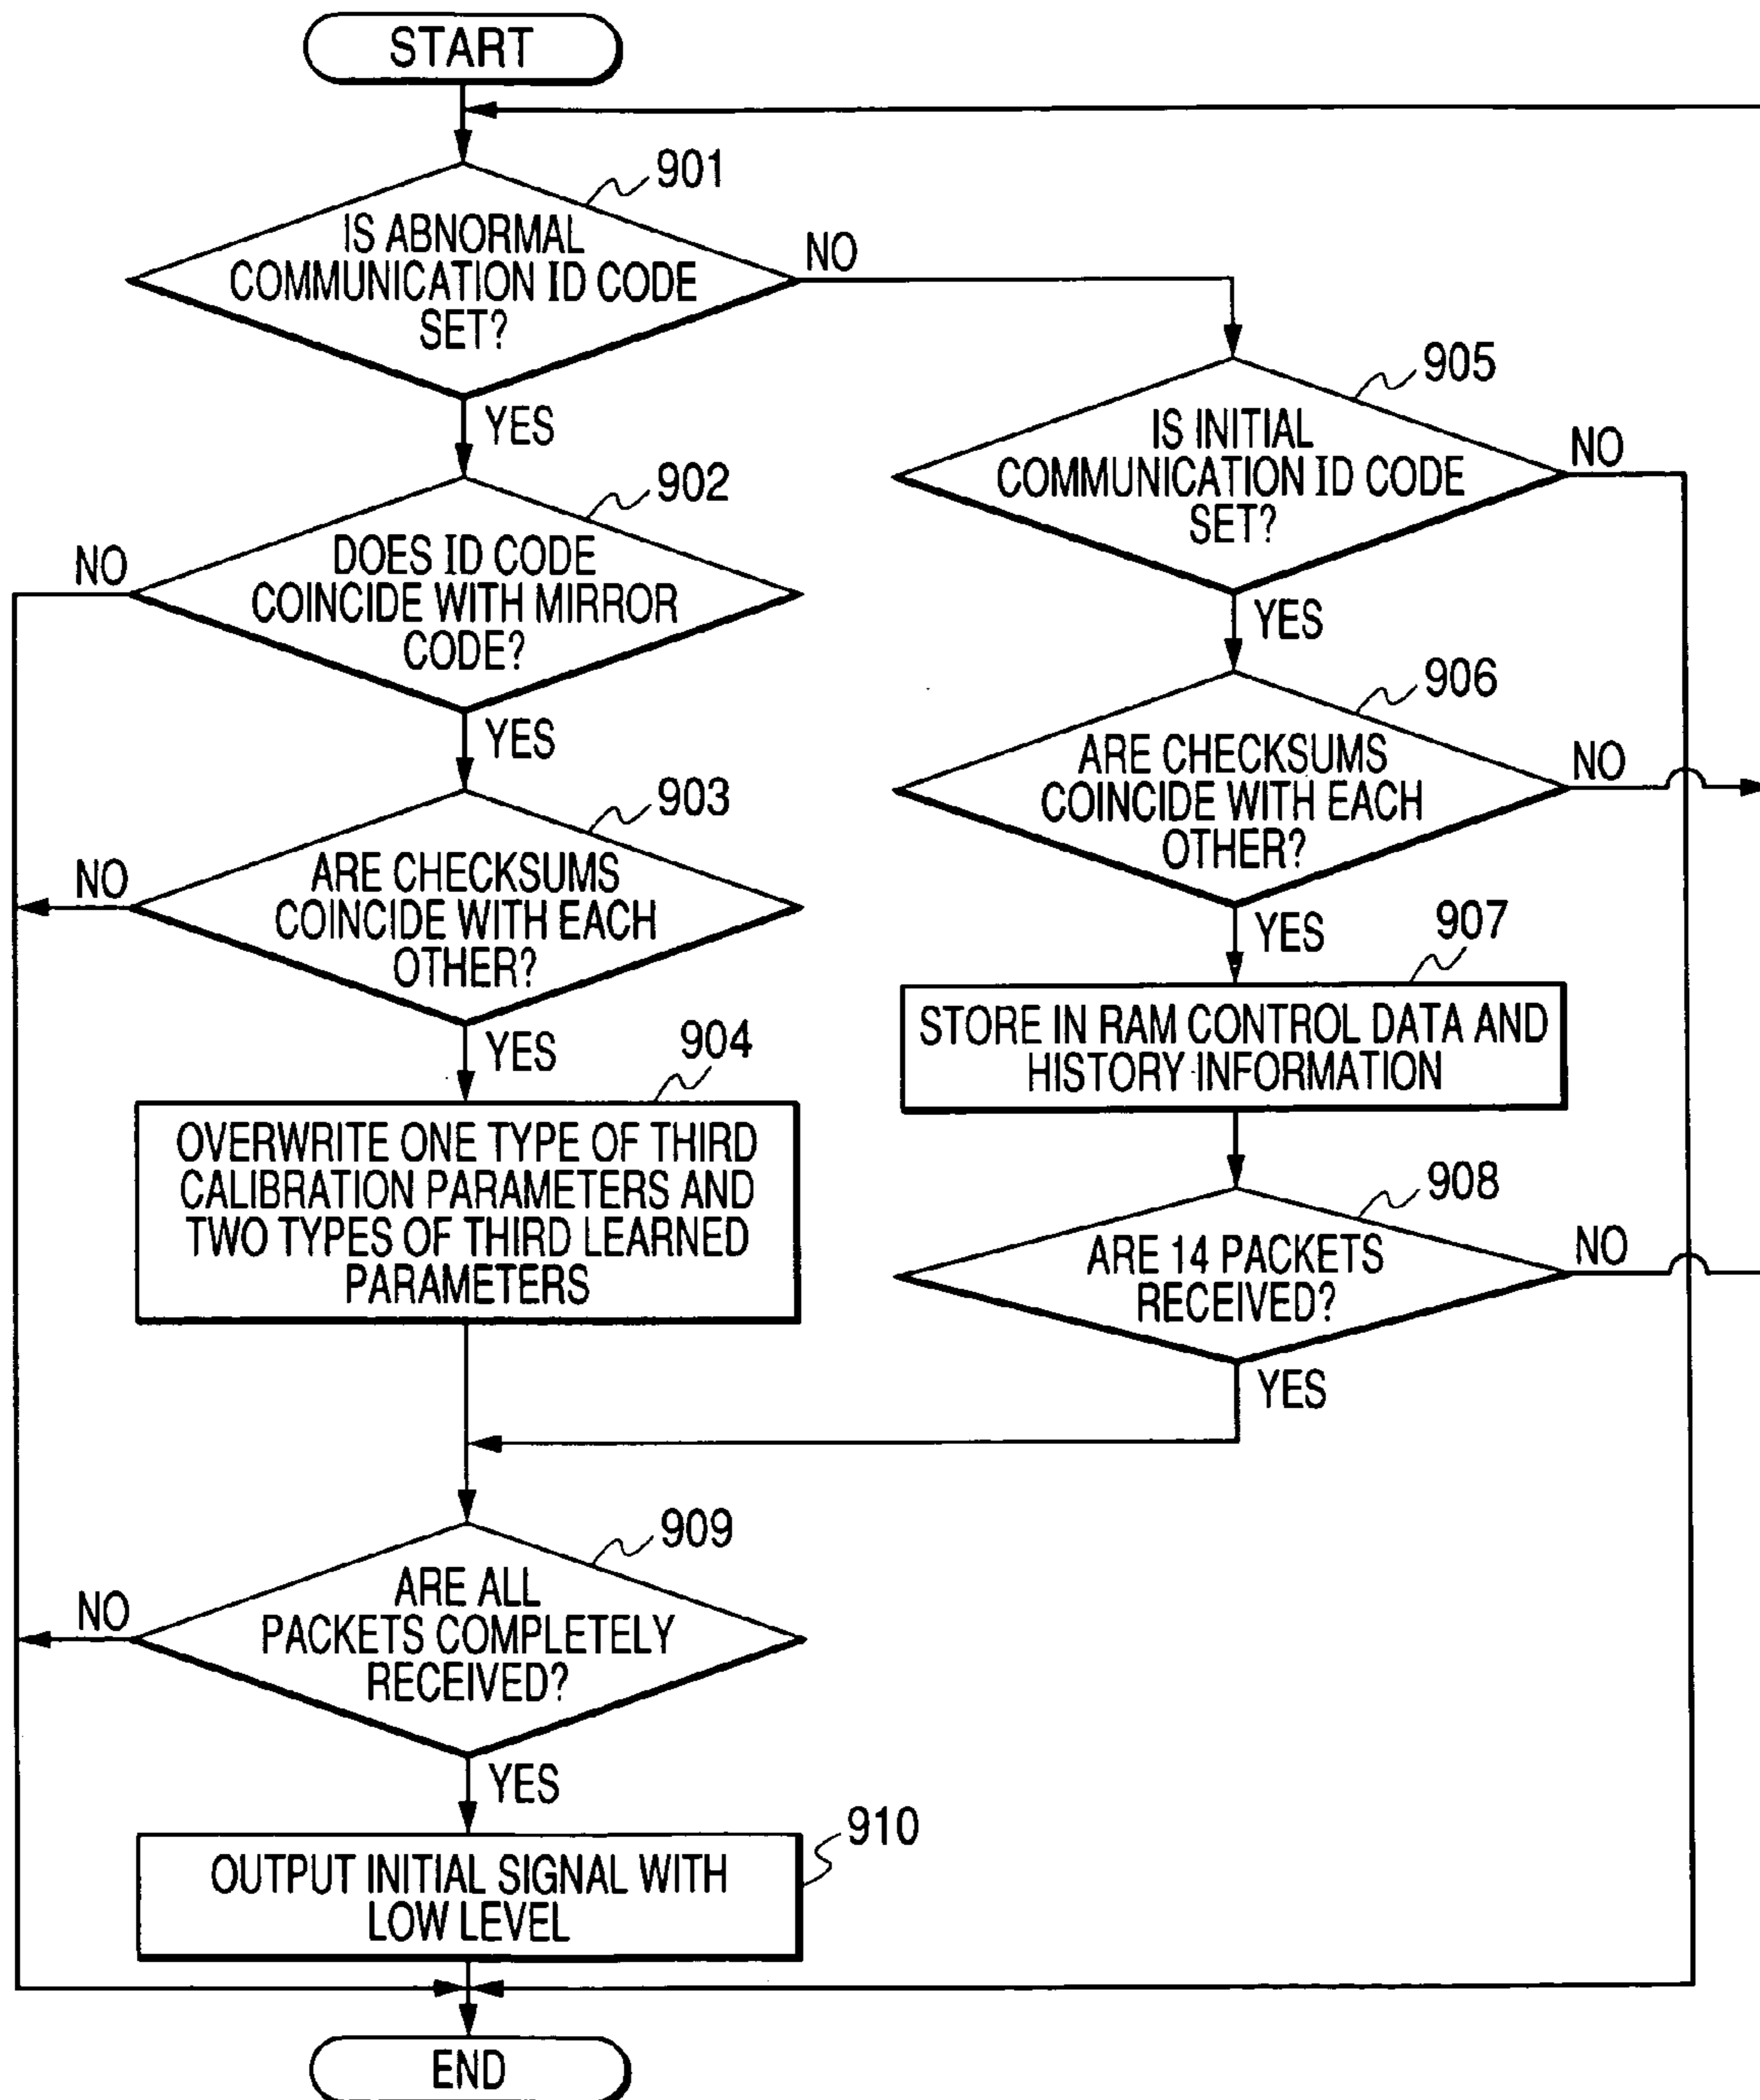 START
901
IS ABNORMAL
COMMUNICATION ID CODE
SET?
NO
YES
902
DOES ID CODE
COINCIDE WITH MIRROR
CODE?
NO
YES
903
ARE CHECKSUMS
COINCIDE WITH EACH
OTHER?
NO
YES
904
OVERWRITE ONE TYPE OF THIRD
CALIBRATION PARAMETERS AND
TWO TYPES OF THIRD LEARNED
PARAMETERS
905
IS INITIAL
COMMUNICATION ID CODE
SET?
NO
YES
906
ARE CHECKSUMS
COINCIDE WITH EACH
OTHER?
NO
YES
907
STORE IN RAM CONTROL DATA AND
HISTORY INFORMATION
908
ARE 14 PACKETS
RECEIVED?
NO
YES
909
ARE ALL
PACKETS COMPLETELY
RECEIVED?
NO
YES
910
OUTPUT INITIAL SIGNAL WITH
LOW LEVEL
END